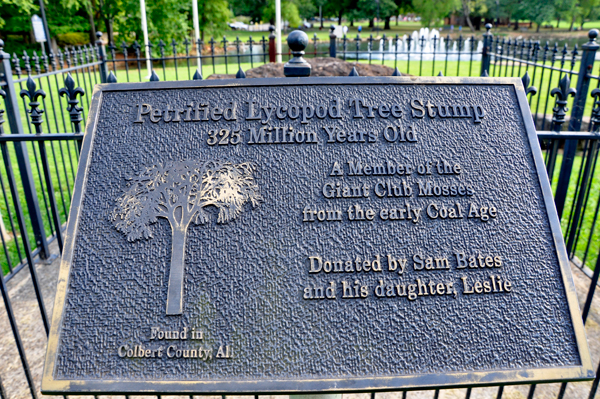 Petrified Lycopod Tree Stump
325 Million Years Old
A Member of the
Giant Club Mosses
from the early Coal Age
Donated by Sam Bates
and his daughter, Leslie
Found in
Colbert County, Al